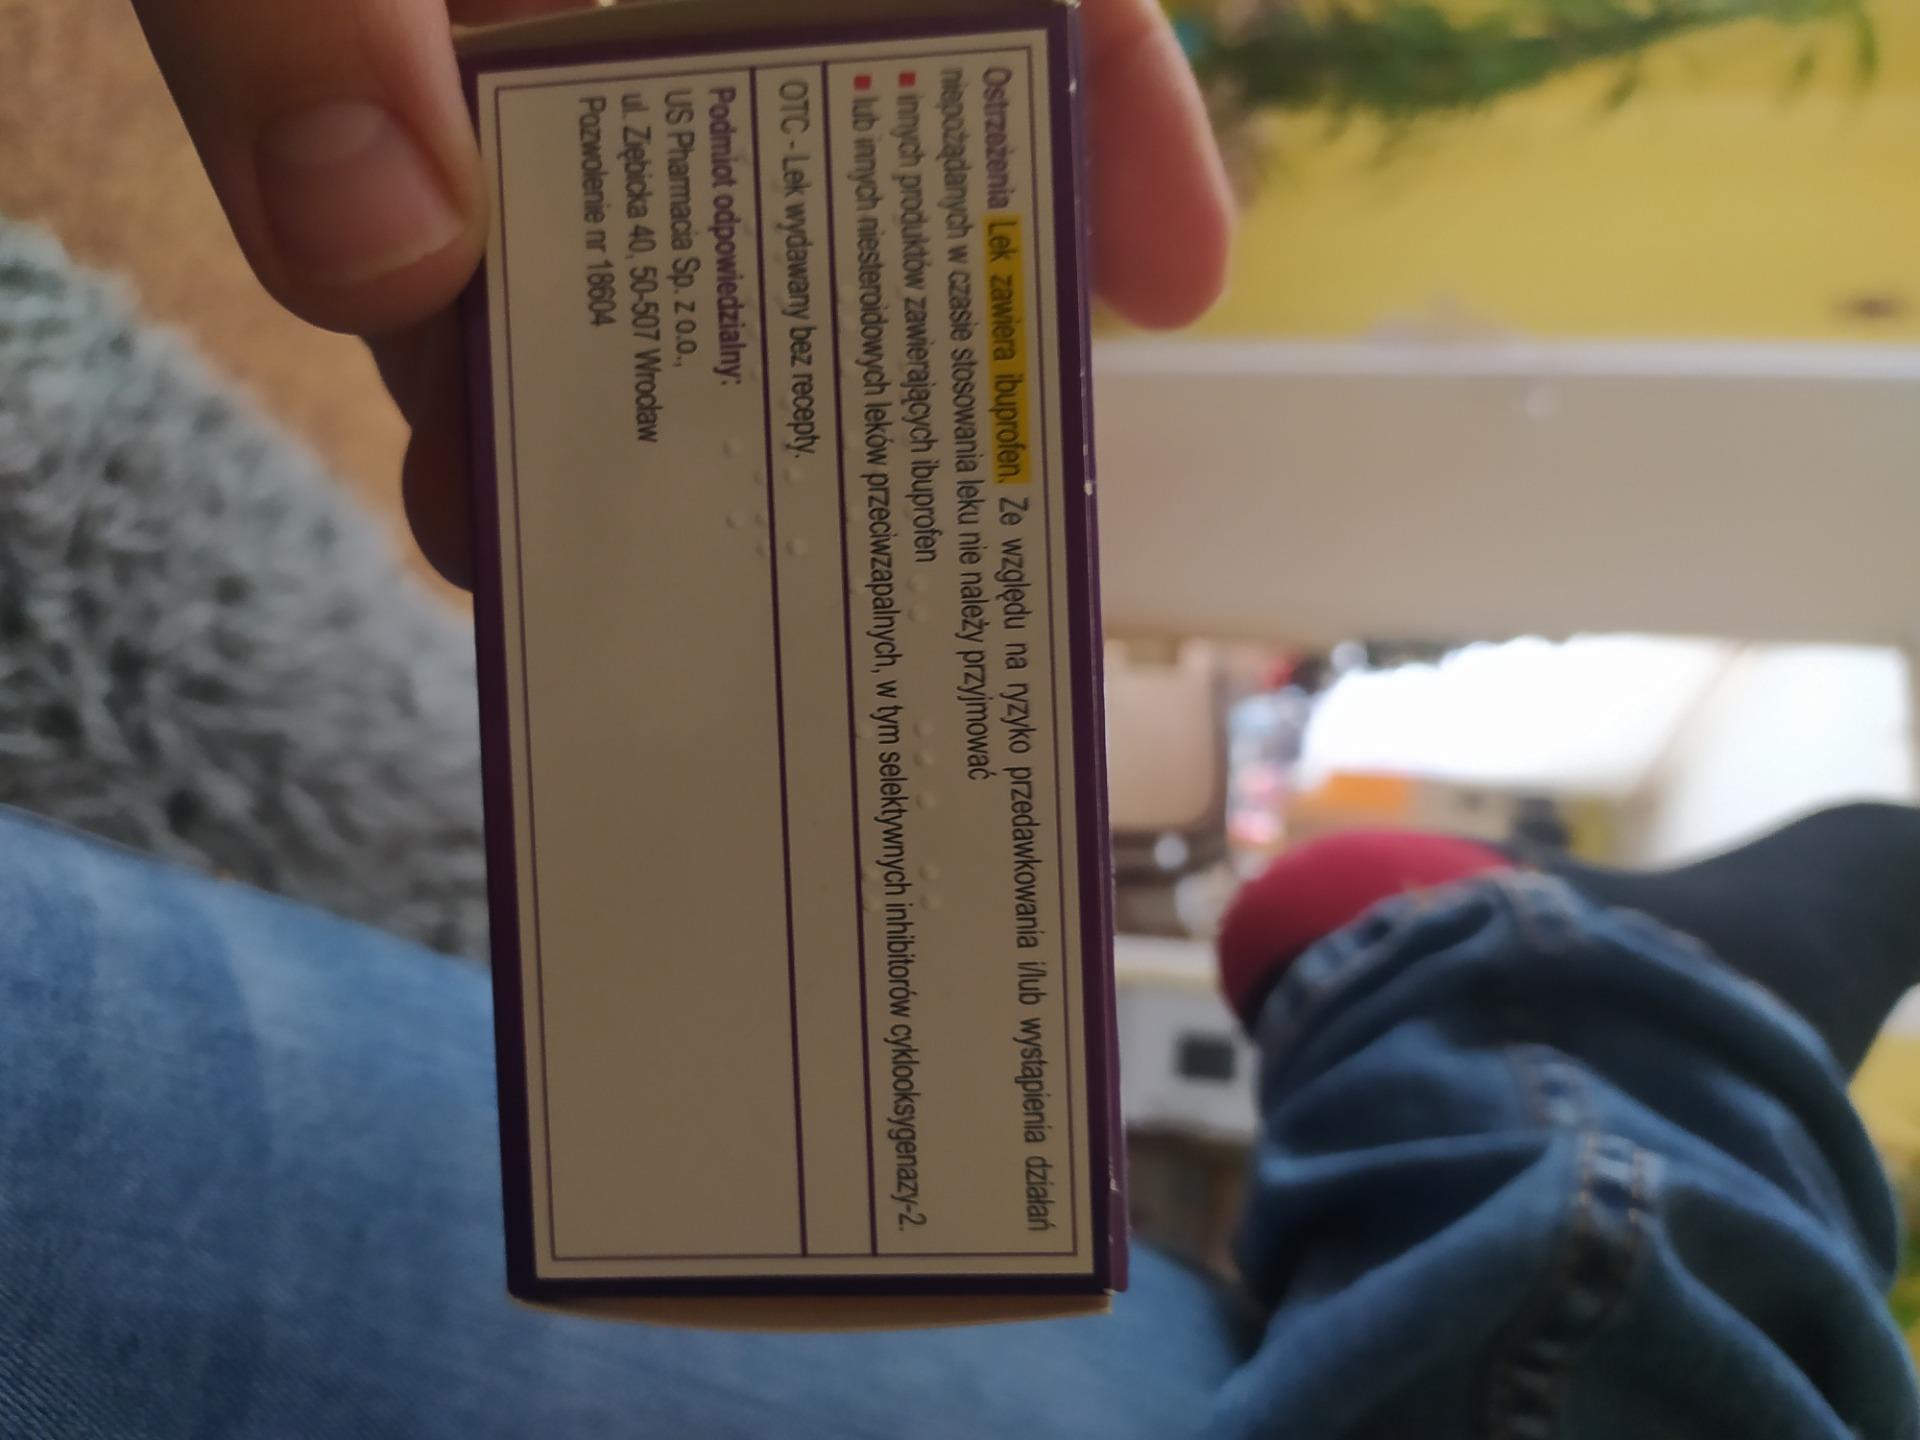 Ostrzeżenia Lek zawiera ibuprofen. Ze względu na ryzyko przedawkowania i/lub wystąpienia działań
niepożądanych w czasie stosowania leku nie należy przyjmować
▪ innych produktów zawierających ibuprofen
▪ lub innych niesteroidowych leków przeciwzapalnych, w tym selektywnych inhibitorów cyklooksygenazy-2.
OTC - Lek wydawany bez recepty.
Podmiot odpowiedzialny:
US Pharmacia Sp. z o.o.,
ul. Ziębicka 40, 50-507 Wrocław
Pozwolenie nr 18604